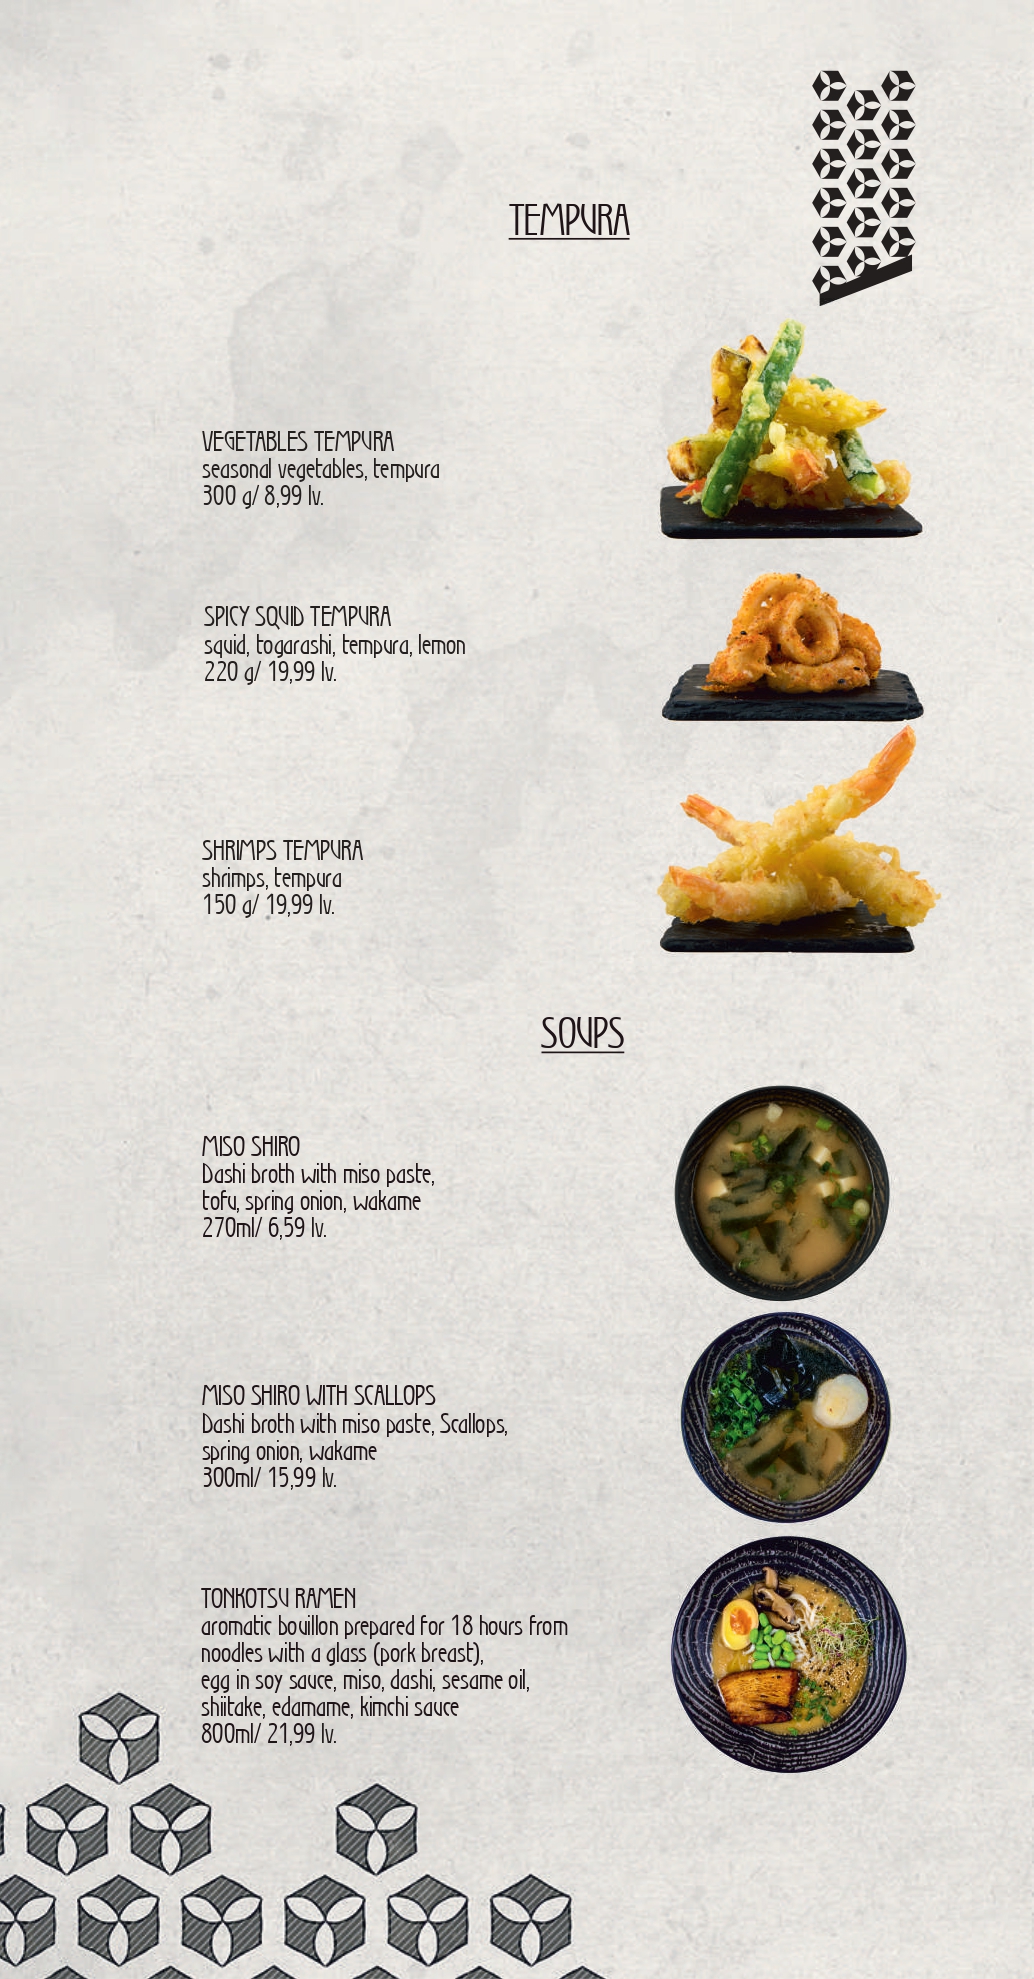 TEMPURA
VEGETABLES TEMPURA
seasonal vegetables, tempura
300 g/ 8,99 lv.
SPICY SQUID TEMPURA
squid, togarashi, tempura, lemon
220 g/ 19,99 lv.
SHRIMPS TEMPURA
shrimps, tempura
150 g/ 19,99 lv.
SOUPS
MISO SHIRO
Dashi broth with miso paste,
tofu, spring onion, wakame
270ml/ 6,59 lv.
MISO SHIRO WITH SCALLOPS
Dashi broth with miso paste, Scallops,
spring onion, wakame
300ml/ 15,99 lv.
TONKOTSU RAMEN
aromatic bouillon prepared for 18 hours from
noodles with a glass (pork breast),
egg in soy sauce, miso, dashi, sesame oil,
shiitake, edamame, kimchi sauce
800ml/ 21,99 lv.